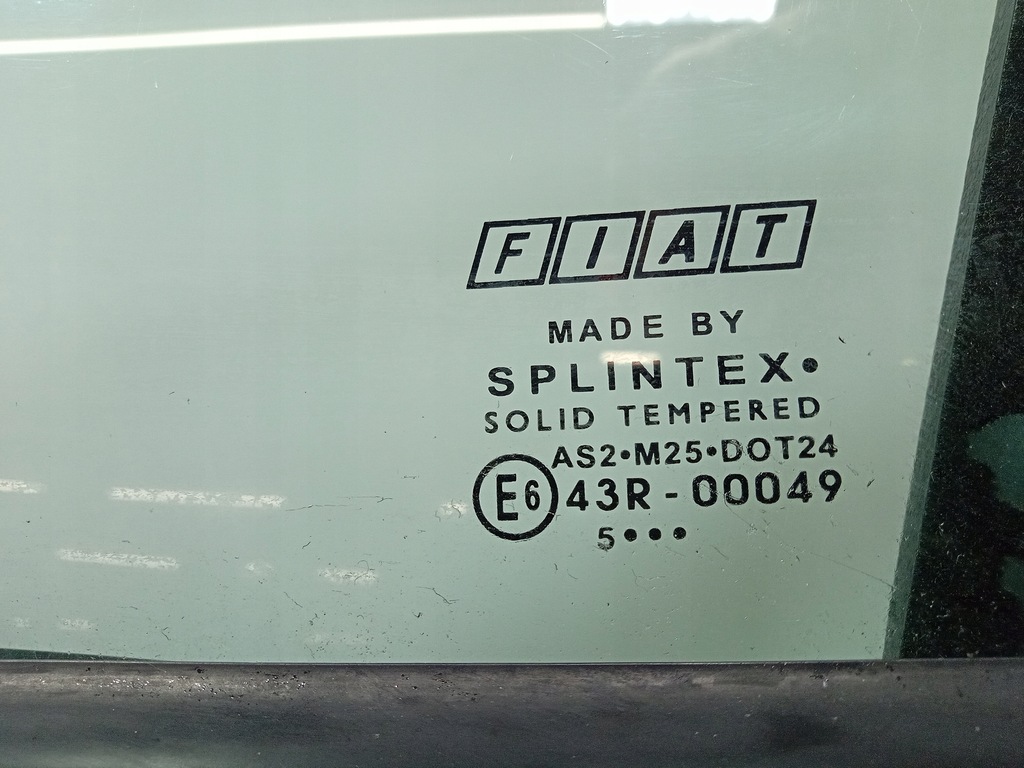 FIAT
MADE BY
SPLINTEX•
SOLID TEMPERED
AS2•M25•DOT24
E6 43R-00049
5•••